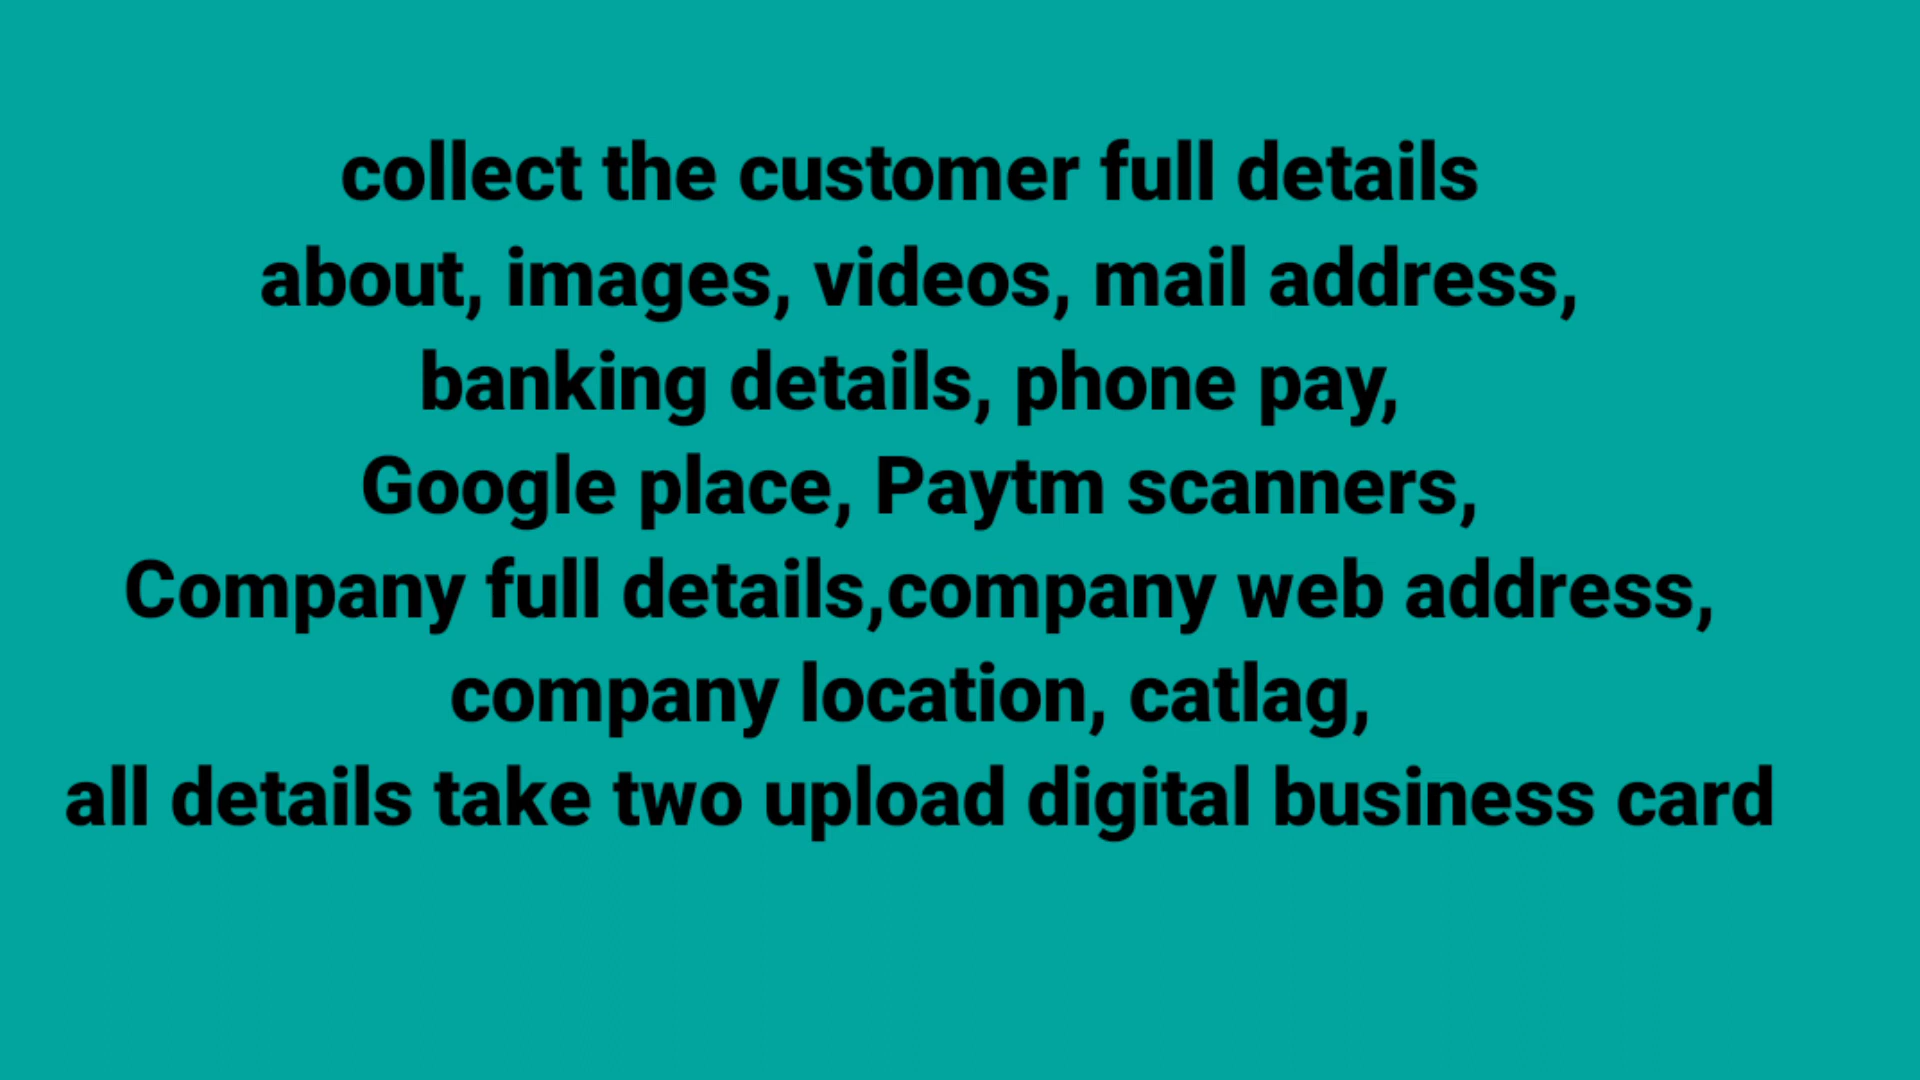 collect the customer full details
about, images, videos, mail address,
banking details, phone pay,
Google place, Paytm scanners,
Company full details,company web address,
company location, catlag,
all details take two upload digital business card